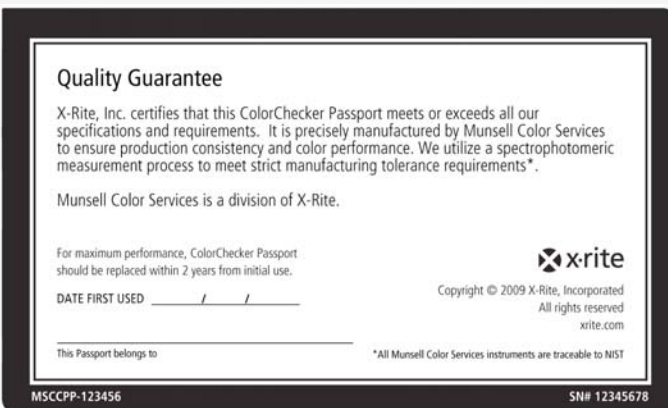 Quality Guarantee
X-Rite, Inc. certifies that this ColorChecker Passport meets or exceeds all our
specifications and requirements.  It is precisely manufactured by Munsell Color Services
to ensure production consistency and color performance. We utilize a spectrophotomeric
measurement process to meet strict manufacturing tolerance requirements*.
Munsell Color Services is a division of X-Rite.
For maximum performance, ColorChecker Passport
should be replaced within 2 years from initial use.
DATE FIRST USED ______/______/______
This Passport belongs to
x·rite
Copyright © 2009 X-Rite, Incorporated
All rights reserved
xrite.com
*All Munsell Color Services instruments are traceable to NIST
MSCCPP-123456
SN# 12345678